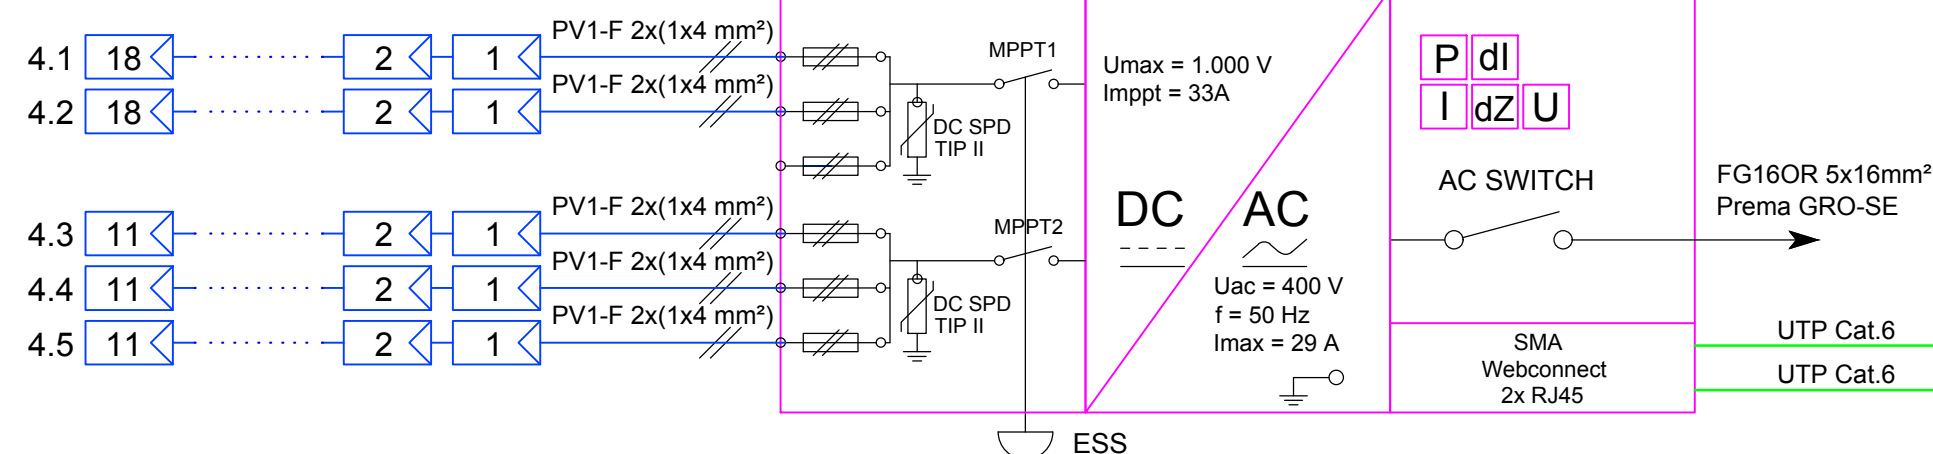 4.1 18 2 1 PV1-F 2x(1x4 mm²)
4.2 18 2 1 PV1-F 2x(1x4 mm²)
4.3 11 2 1 PV1-F 2x(1x4 mm²)
4.4 11 2 1 PV1-F 2x(1x4 mm²)
4.5 11 2 1 PV1-F 2x(1x4 mm²)
MPPT1
DC SPD
TIP II
MPPT2
DC SPD
TIP II
ESS
Umax = 1.000 V
Imppt = 33A
DC
AC
Uac = 400 V
f = 50 Hz
Imax = 29 A
P dI
I dZ U
AC SWITCH
SMA
Webconnect
2x RJ45
FG16OR 5x16mm²
Prema GRO-SE
UTP Cat.6
UTP Cat.6